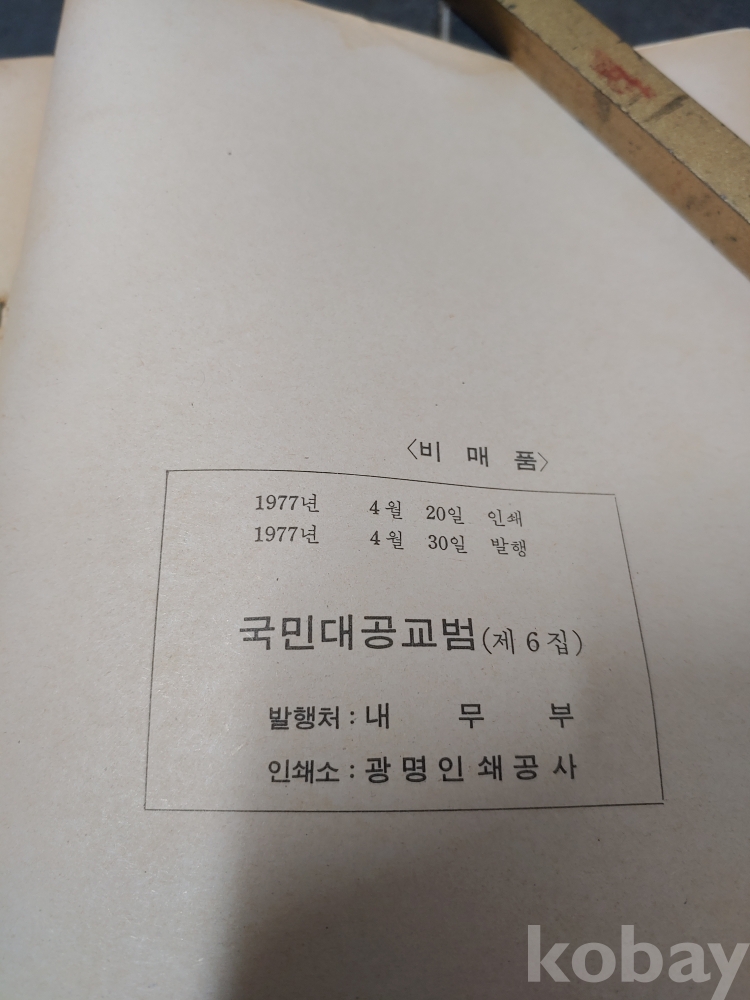 〈비 매 품〉
1977년 4월 20일 인쇄
1977년 4월 30일 발행
국민대공교범(제 6 집)
발행처 : 내 무 부
인쇄소 : 광 명 인 쇄 공 사
kobay